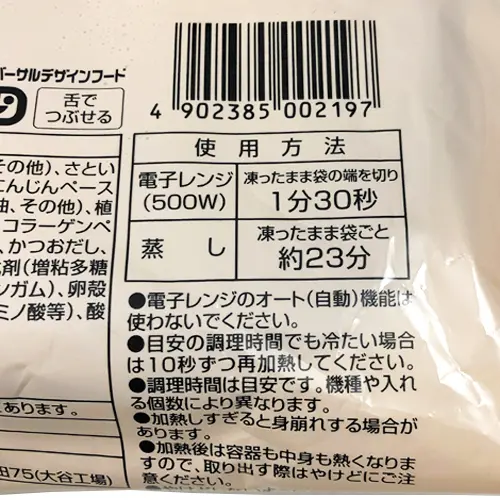 バーサルデザインフード
舌で
つぶせる
4 902385 002197
その他)、さとい
にんじんペース
油、その他)、植
コラーゲンペ
、かつおだし、
剤(増粘多糖
ンガム)、卵殻
ミノ酸等)、酸
使用方法
電子レンジ
(500W)
凍ったまま袋の端を切り
1分30秒
蒸し
凍ったまま袋ごと
約23分
●電子レンジのオート(自動)機能は
使わないでください。
●目安の調理時間でも冷たい場合
は10秒ずつ再加熱してください。
●調理時間は目安です。機種や入れ
る個数により異なります。
●加熱しすぎると身崩れする場合が
あります。
●加熱後は容器も中身も熱くなりま
すので、取り出す際はやけどにご注
意ください。
にあります。
田75(大谷工場)